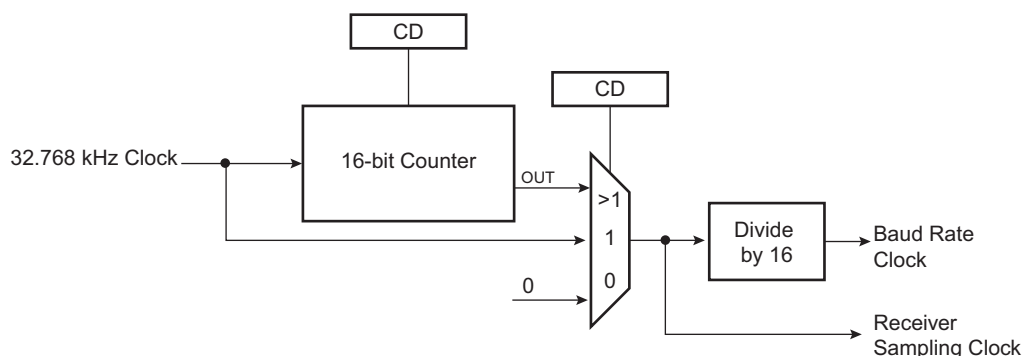 CD
CD
32.768 kHz Clock
16-bit Counter
OUT
>1
1
0
0
Divide
by 16
Baud Rate
Clock
Receiver
Sampling Clock